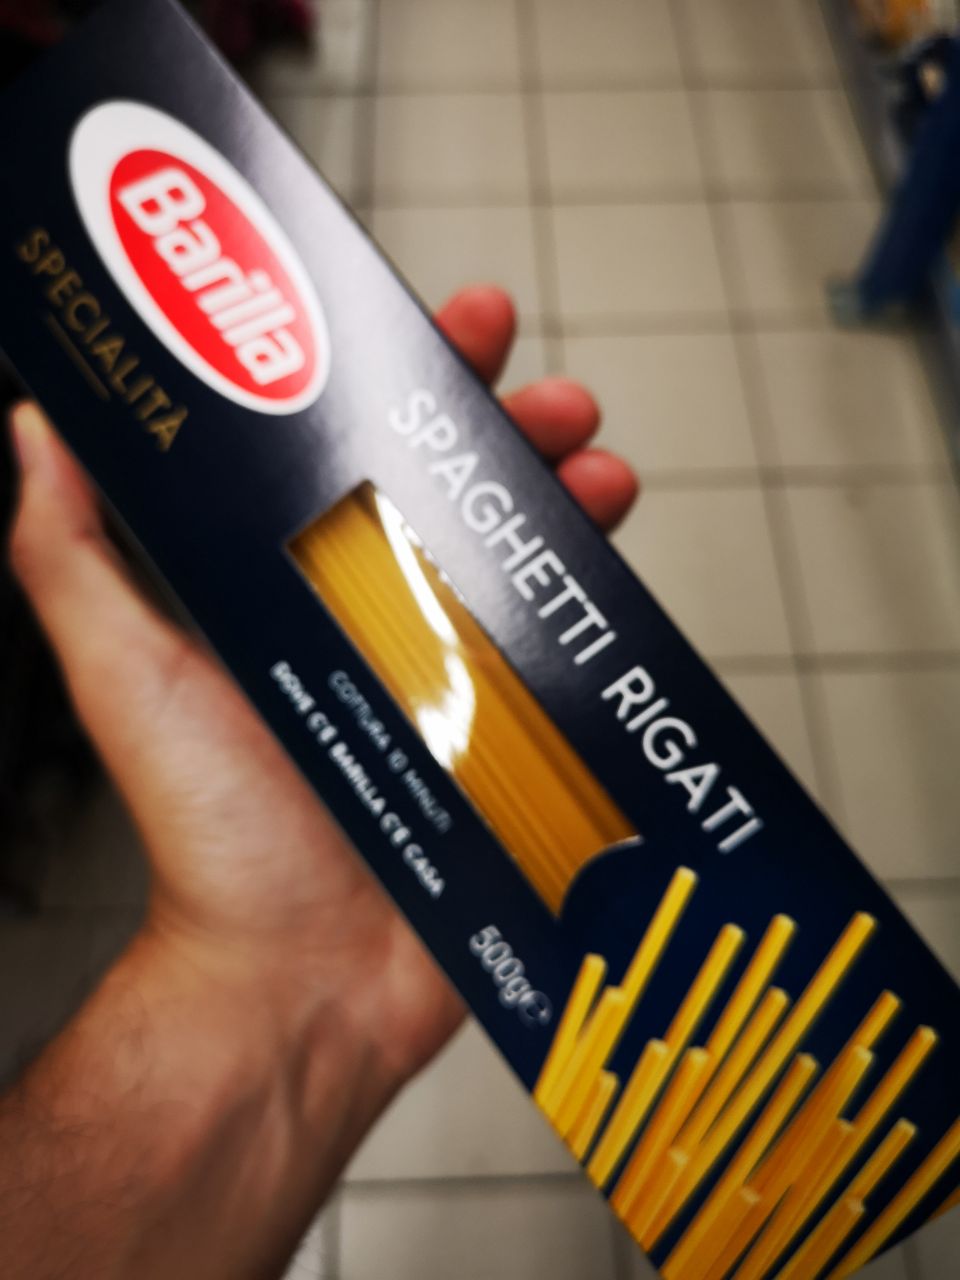 Barilla
SPECIALITÀ
SPAGHETTI RIGATI
COTTURA 10 MINUTI
DOVE C'È BARILLA C'È CASA
500g℮